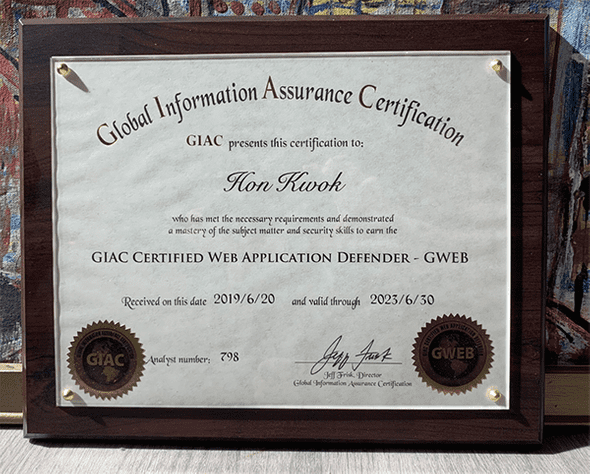 Global Information Assurance Certification
GIAC presents this certification to:
Hon Kwok
who has met the necessary requirements and demonstrated
a mastery of the subject matter and security skills to earn the
GIAC Certified Web Application Defender - GWEB
Received on this date 2019/6/20 and valid through 2023/6/30
GIAC
Analyst number: 798
Jeff Frisk
Jeff Frisk, Director
Global Information Assurance Certification
GWEB